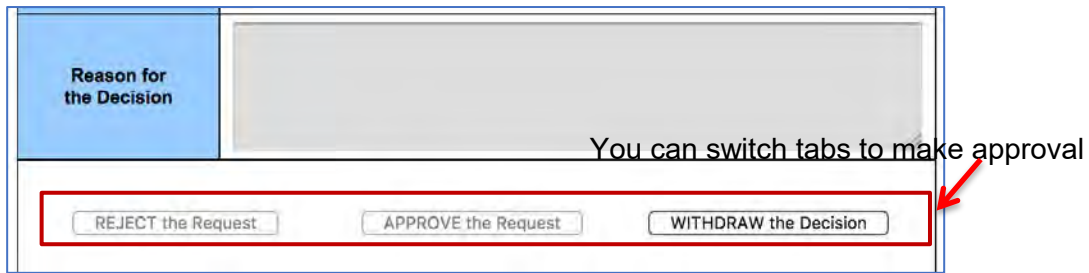 Reason for
the Decision
You can switch tabs to make approval
REJECT the Request APPROVE the Request WITHDRAW the Decision